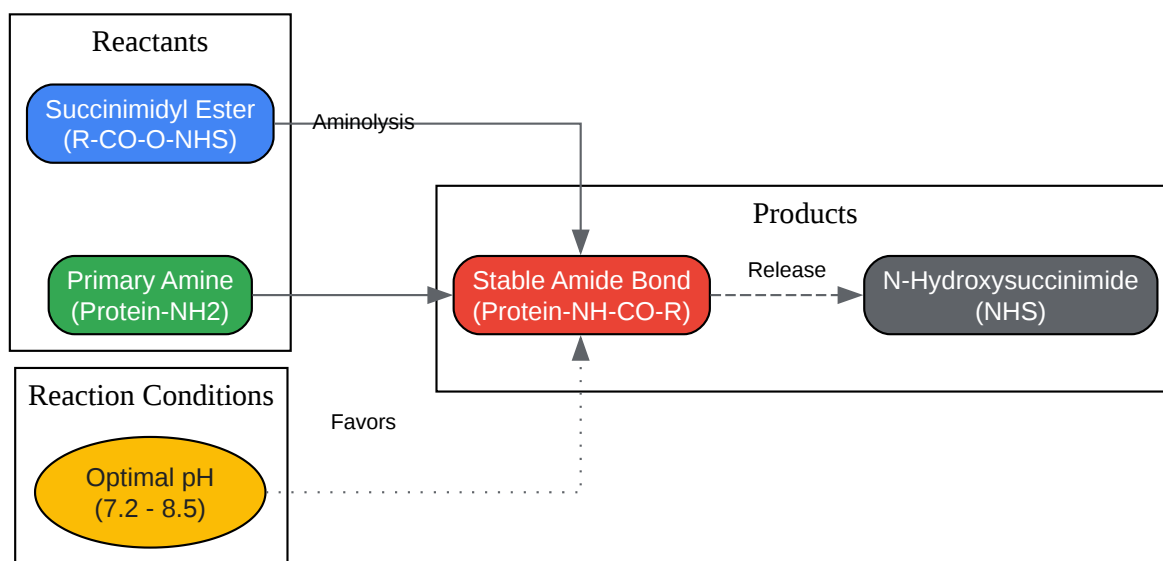 Reactants
Succinimidyl Ester
(R-CO-O-NHS)
Aminolysis
Primary Amine
(Protein-NH2)
Products
Stable Amide Bond
(Protein-NH-CO-R)
Release
N-Hydroxysuccinimide
(NHS)
Reaction Conditions
Optimal pH
(7.2 - 8.5)
Favors